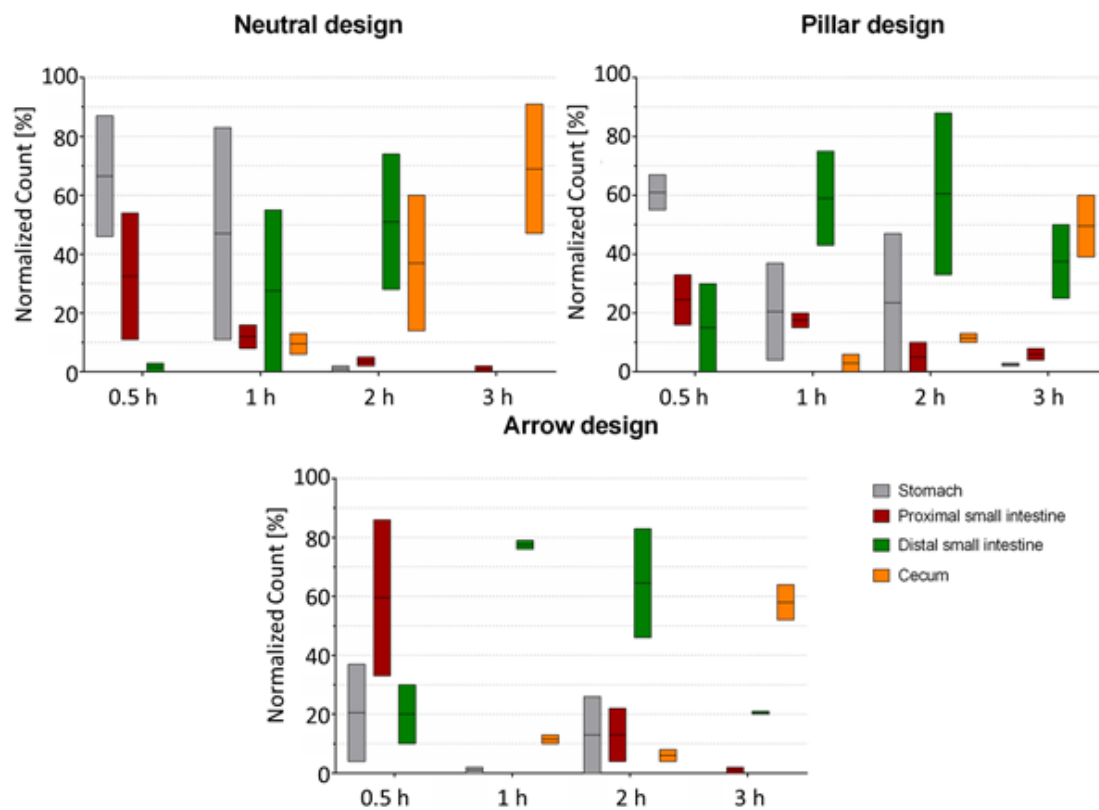 Neutral design
Normalized Count [%]
100
80
60
40
20
0
0.5 h 1 h 2 h 3 h
Pillar design
Normalized Count [%]
100
80
60
40
20
0
0.5 h 1 h 2 h 3 h
Arrow design
Normalized Count [%]
100
80
60
40
20
0
0.5 h 1 h 2 h 3 h
Stomach
Proximal small intestine
Distal small intestine
Cecum